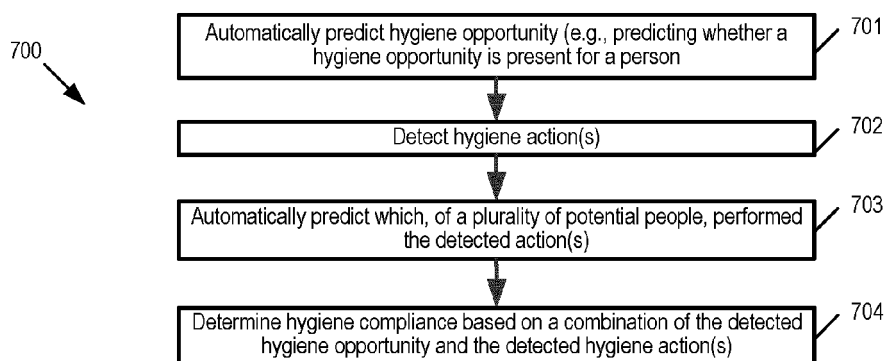 700
Automatically predict hygiene opportunity (e.g., predicting whether a
hygiene opportunity is present for a person
701
Detect hygiene action(s)
702
Automatically predict which, of a plurality of potential people, performed
the detected action(s)
703
Determine hygiene compliance based on a combination of the detected
hygiene opportunity and the detected hygiene action(s)
704